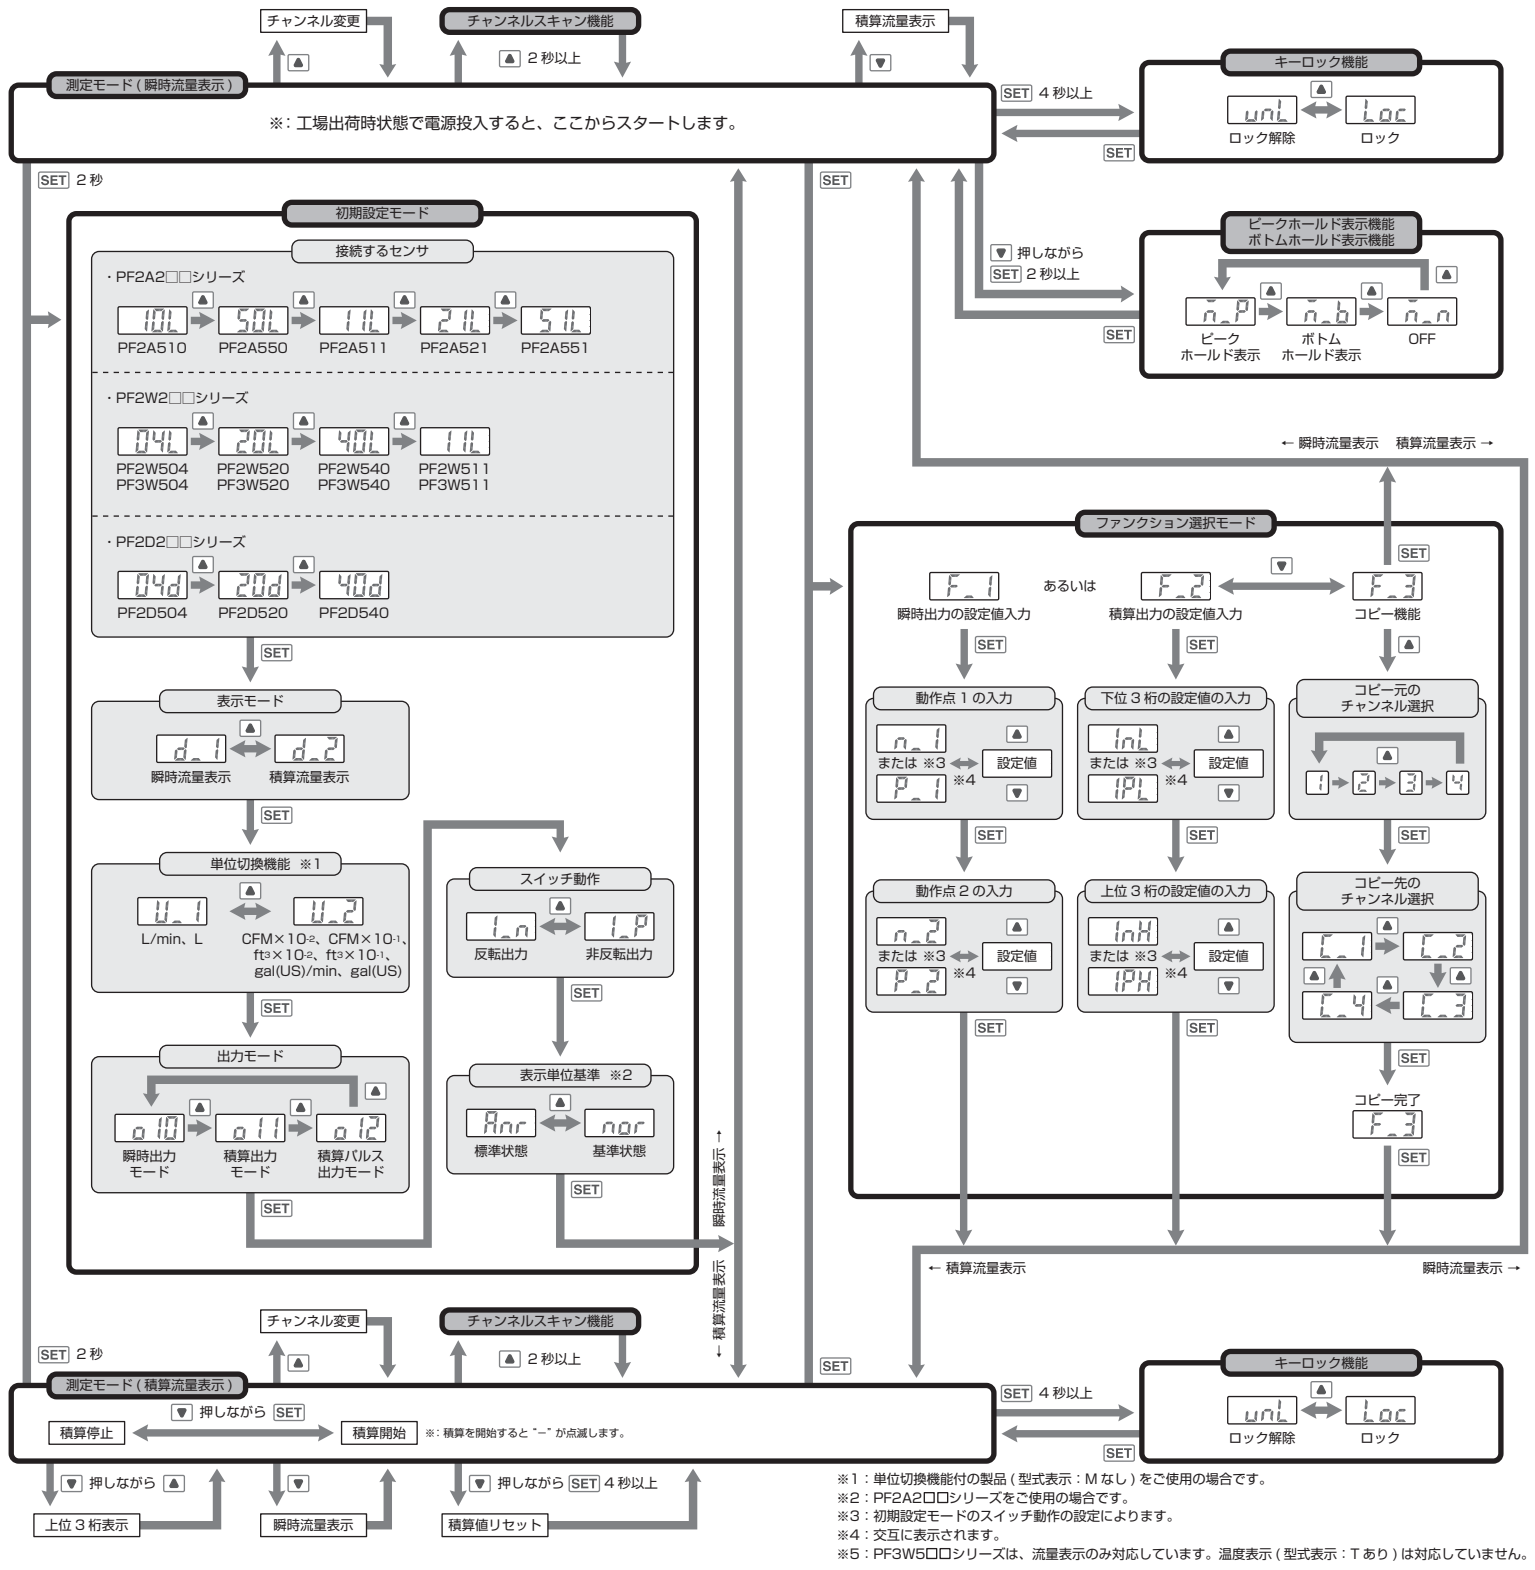 チャンネル変更
チャンネルスキャン機能
積算流量表示
▲
▲ 2秒以上
▼
測定モード ( 瞬時流量表示 )
※：工場出荷時状態で電源投入すると、ここからスタートします。
SET 4 秒以上
SET
キーロック機能
▲
unL
Loc
ロック解除
ロック
SET 2 秒
SET
初期設定モード
接続するセンサ
・PF2A2□□シリーズ
▲ ▲ ▲ ▲
10L 50L 11L 21L 51L
PF2A510 PF2A550 PF2A511 PF2A521 PF2A551
・PF2W2□□シリーズ
▲ ▲ ▲
04L 20L 40L 11L
PF2W504 PF2W520 PF2W540 PF2W511
PF3W504 PF3W520 PF3W540 PF3W511
・PF2D2□□シリーズ
▲ ▲
04d 20d 40d
PF2D504 PF2D520 PF2D540
SET
表示モード
▲
d_1 d_2
瞬時流量表示 積算流量表示
SET
単位切換機能 ※1
▲
U_1 U_2
L/min、L
CFM×10-2、CFM×10-1、
ft3×10-2、ft3×10-1、
gal(US)/min、gal(US)
SET
出力モード
▲
▲ ▲
o10 o11 o12
瞬時出力
モード
積算出力
モード
積算パルス
出力モード
SET
スイッチ動作
▲
1_n 1_P
反転出力 非反転出力
SET
表示単位基準 ※2
▲
Anr nor
標準状態 基準状態
SET
← 積算流量表示 瞬時流量表示 →
▼ 押しながら
SET 2 秒以上
SET
ピークホールド表示機能
ボトムホールド表示機能
▲
▲ ▲
n_P n_b n_n
ピーク
ホールド表示
ボトム
ホールド表示
OFF
← 瞬時流量表示 積算流量表示 →
ファンクション選択モード
SET
▼
F_1 あるいは F_2 F_3
瞬時出力の設定値入力 積算出力の設定値入力 コピー機能
SET SET ▲
動作点 1 の入力
n_1
または ※3
P_1
※4
▲
設定値
▼
SET
動作点 2 の入力
n_2
または ※3
P_2
※4
▲
設定値
▼
SET
下位 3 桁の設定値の入力
InL
または ※3
IPL
※4
▲
設定値
▼
SET
上位 3 桁の設定値の入力
InH
または ※3
IPH
※4
▲
設定値
▼
SET
コピー元の
チャンネル選択
▲
1 2 3 4
SET
コピー先の
チャンネル選択
▲
C_1 C_2
▲ ▲ ▲
C_4 C_3
SET
コピー完了
F_3
SET
← 積算流量表示
瞬時流量表示 →
チャンネル変更
チャンネルスキャン機能
SET 2 秒
▲
▲ 2秒以上
SET
測定モード ( 積算流量表示 )
▼ 押しながら SET
積算停止
積算開始
※：積算を開始すると “−” が点滅します。
SET 4 秒以上
SET
キーロック機能
▲
unL
Loc
ロック解除
ロック
▼ 押しながら ▲
▼
▼ 押しながら SET 4 秒以上
上位 3 桁表示
瞬時流量表示
積算値リセット
※1：単位切換機能付の製品 ( 型式表示：M なし ) をご使用の場合です。
※2：PF2A2□□シリーズをご使用の場合です。
※3：初期設定モードのスイッチ動作の設定によります。
※4：交互に表示されます。
※5：PF3W5□□シリーズは、流量表示のみ対応しています。温度表示 ( 型式表示：T あり ) は対応していません。